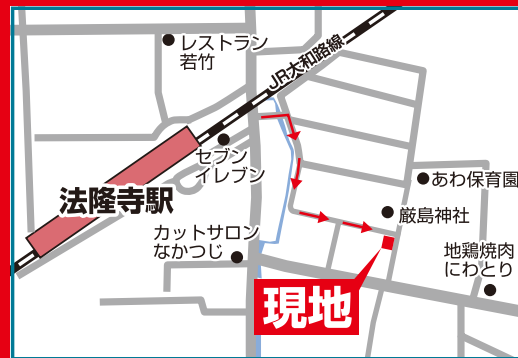 レストラン
若竹
JR大和路線
セブン
イレブン
法隆寺駅
あわ保育園
厳島神社
カットサロン
なかつじ
地鶏焼肉
にわとり
現地